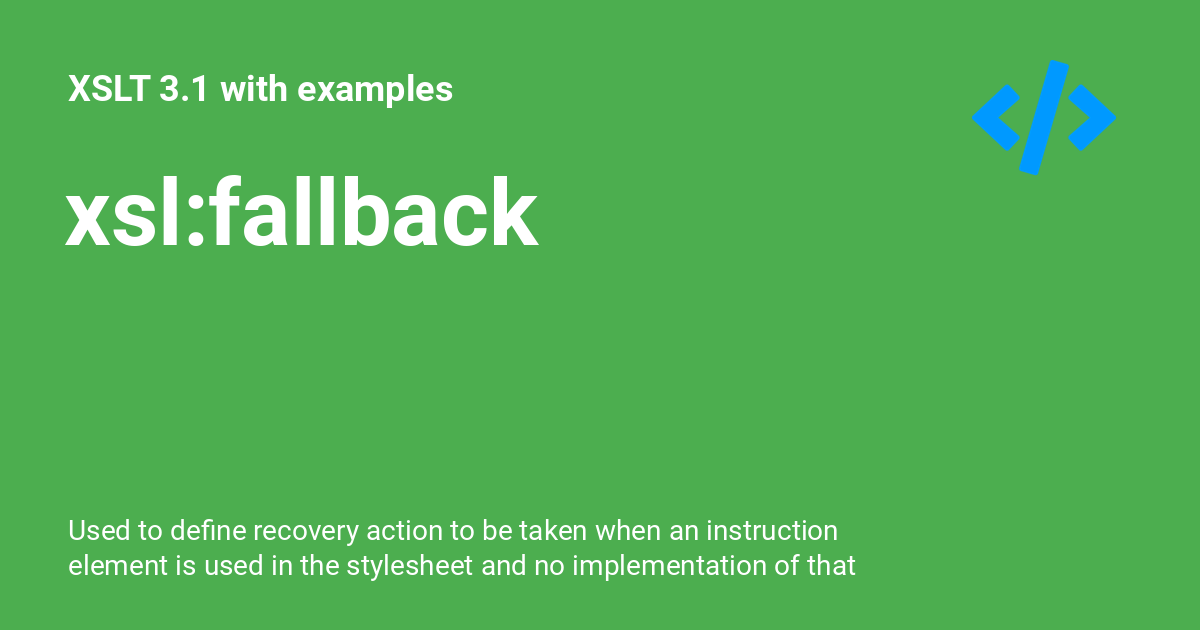 XSLT 3.1 with examples
xsl:fallback
Used to define recovery action to be taken when an instruction
element is used in the stylesheet and no implementation of that